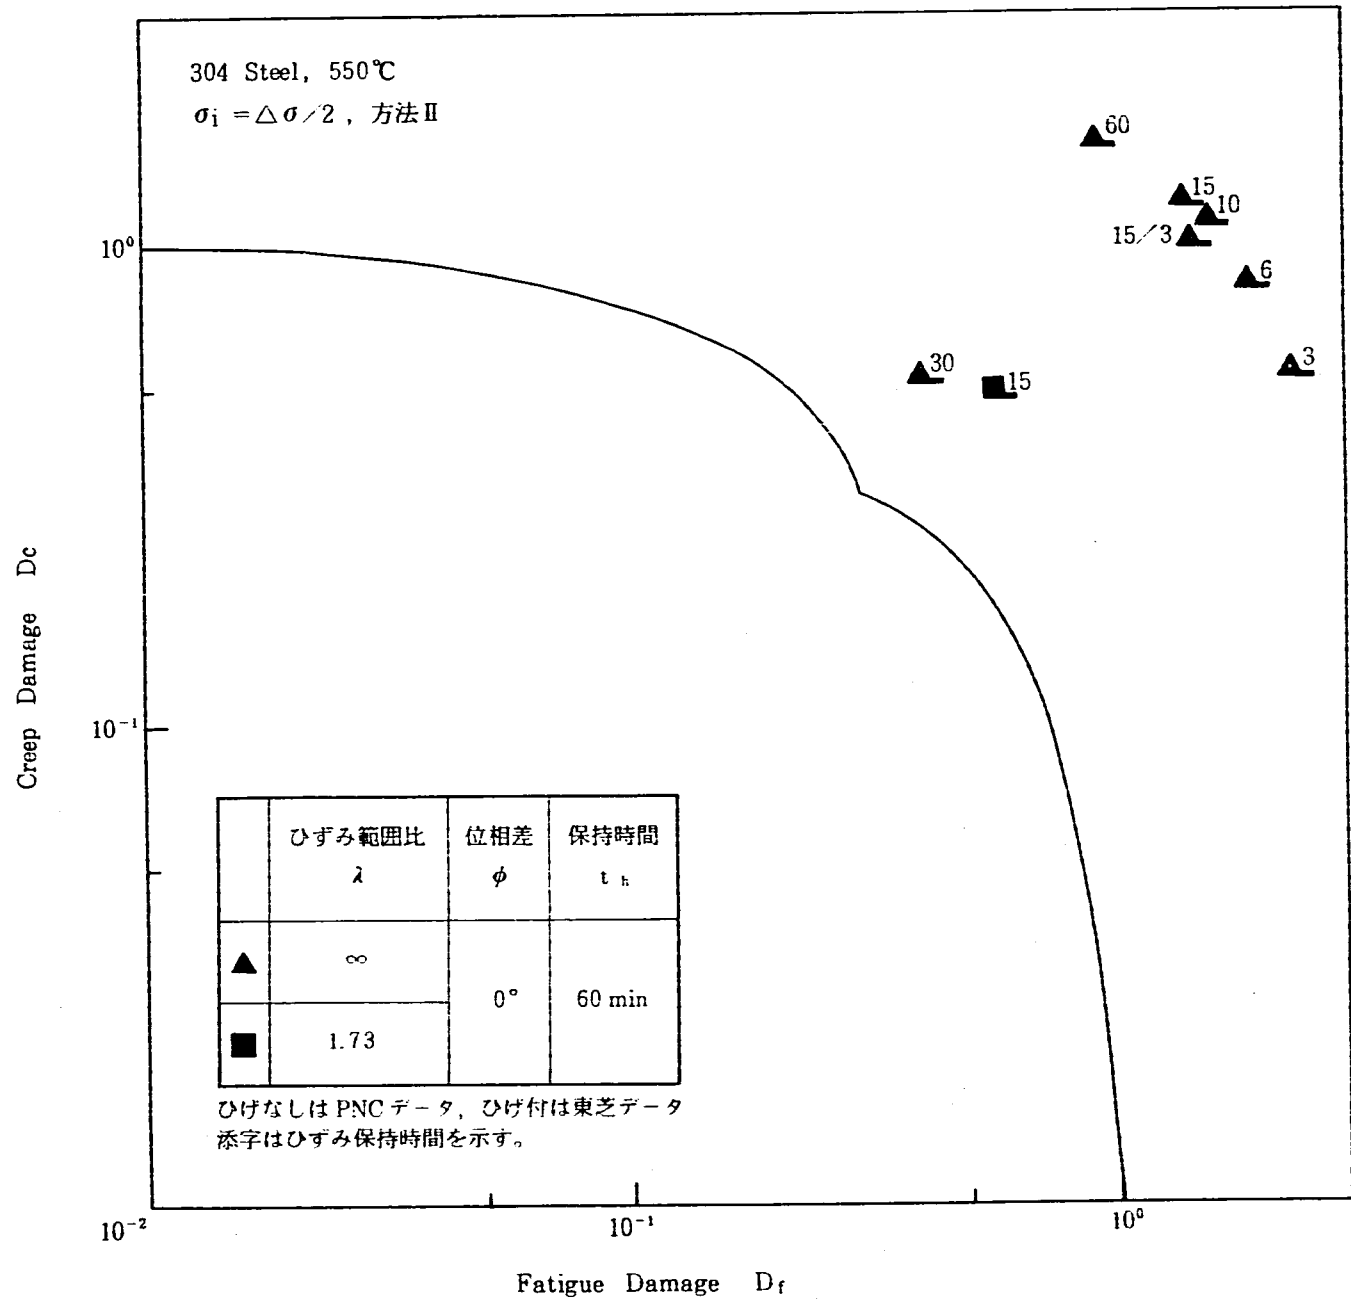 304 Steel, 550℃
σi = △σ/2, 方法Ⅱ
60
15
10
15/3
6
3
30
15
10⁰
10⁻¹
10⁻²
10⁻¹
10⁰
Creep Damage Dc
Fatigue Damage Df
ひずみ範囲比 位相差 保持時間
λ φ t h
∞
0° 60 min
1.73
ひげなしは PNC データ, ひげ付は東芝データ
添字はひずみ保持時間を示す。